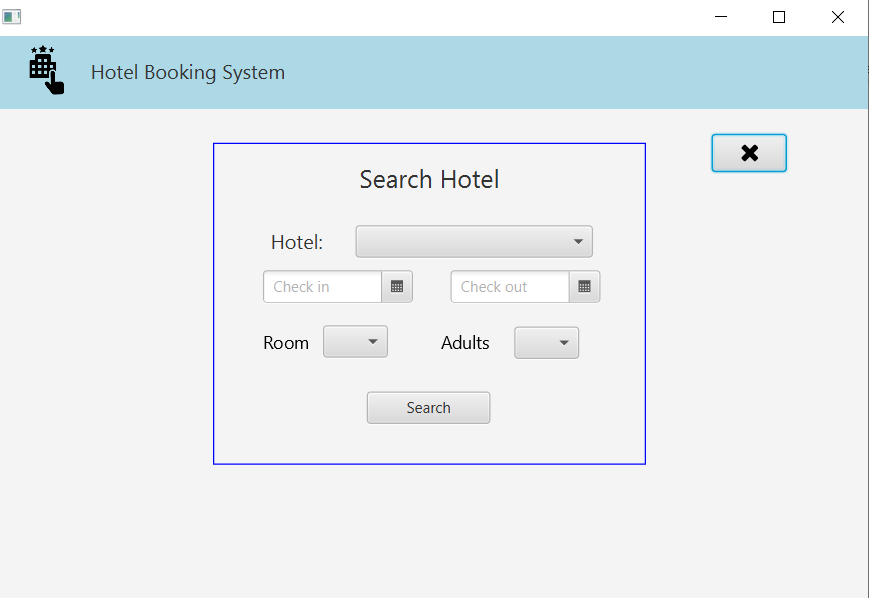 Hotel Booking System
Search Hotel
Hotel:
Check in Check out
Room Adults
Search